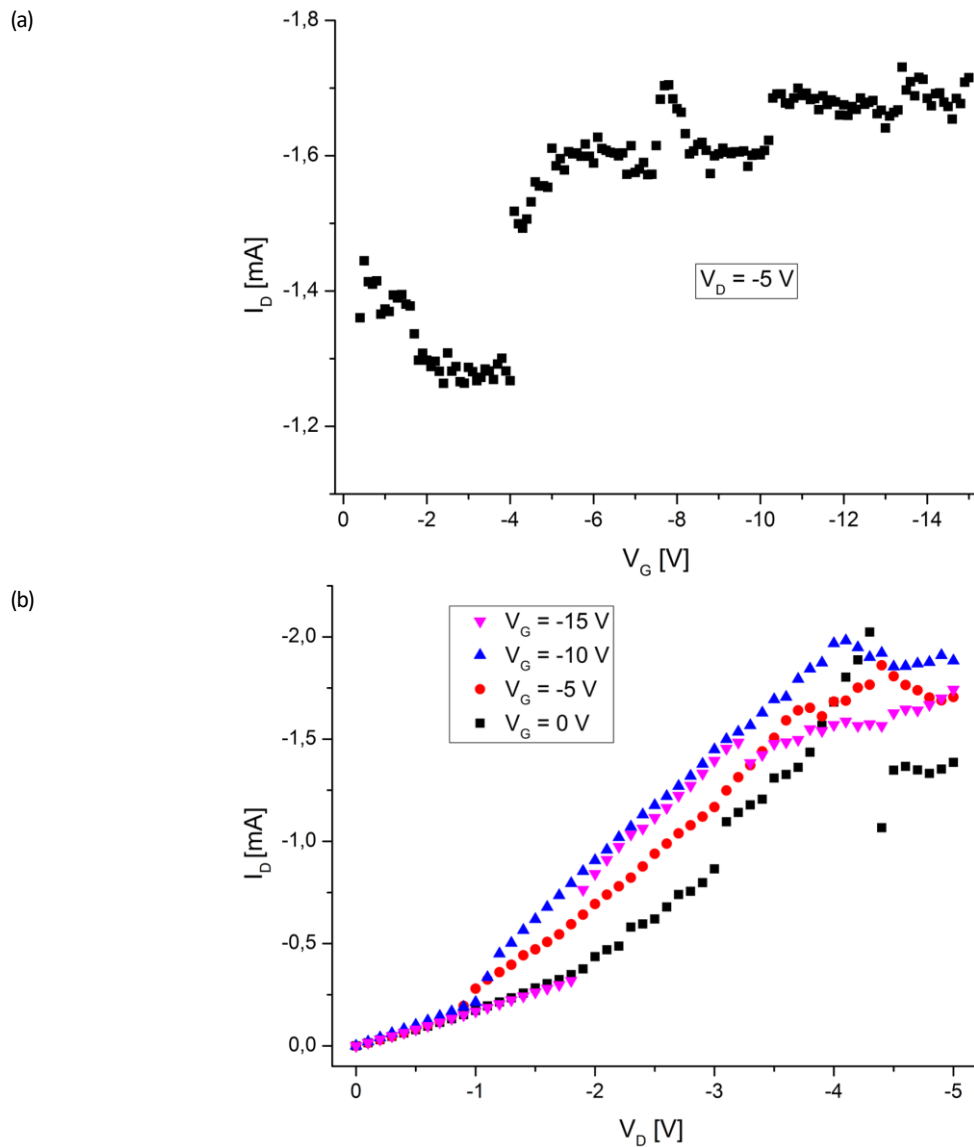 (a)
-1,8
-1,6
-1,4
-1,2
I_D [mA]
V_D = -5 V
0 -2 -4 -6 -8 -10 -12 -14
V_G [V]
(b)
V_G = -15 V
V_G = -10 V
V_G = -5 V
V_G = 0 V
-2,0
-1,5
-1,0
-0,5
0,0
I_D [mA]
0 -1 -2 -3 -4 -5
V_D [V]